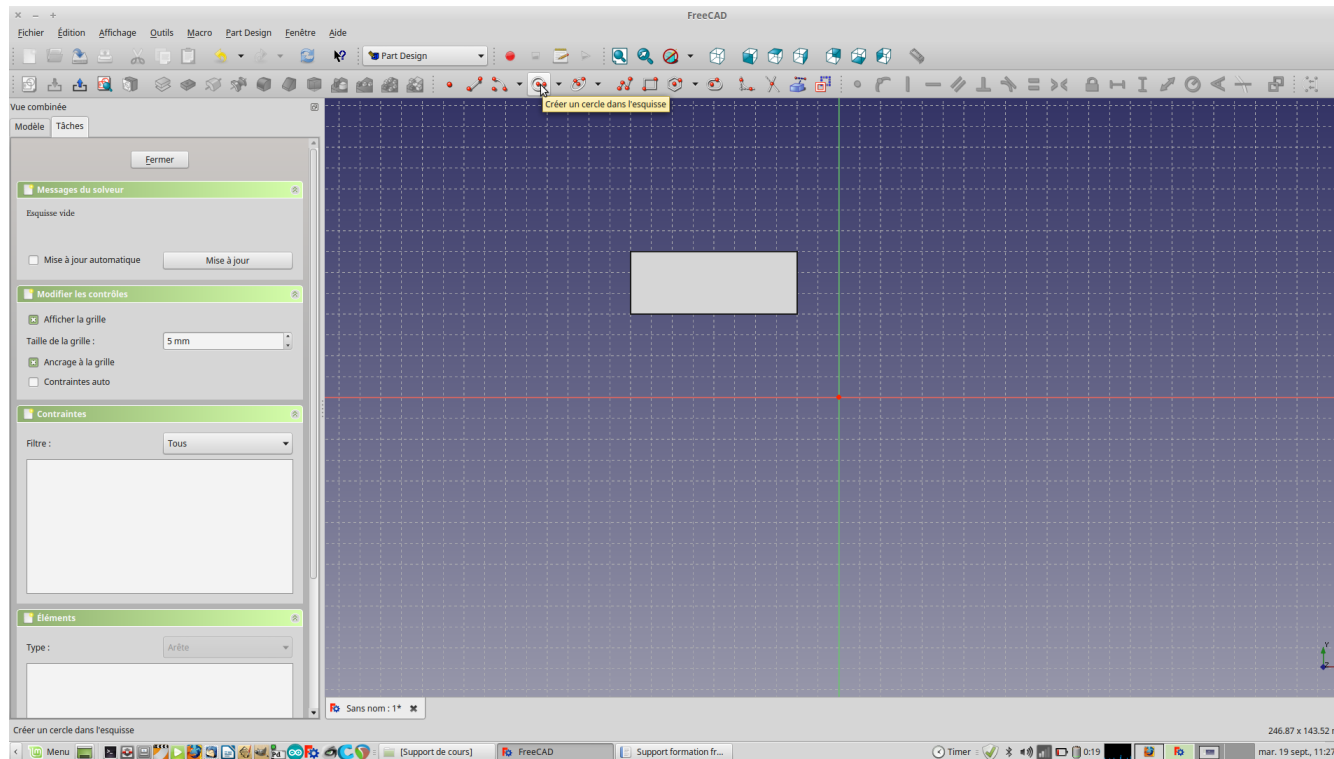 FreeCAD
Fichier Édition Affichage Outils Macro Part Design Fenêtre Aide
Part Design
Créer un cercle dans l'esquisse
Vue combinée
Modèle Tâches
Fermer
Messages du solveur
Esquisse vide
Mise à jour automatique Mise à jour
Modifier les contrôles
Afficher la grille
Taille de la grille : 5 mm
Ancrage à la grille
Contraintes auto
Contraintes
Filtre : Tous
Éléments
Type : Arête
Y
Sans nom : 1*
Créer un cercle dans l'esquisse 246.87 x 143.52
Menu [Support de cours] FreeCAD Support formation fr... Timer : 0:19 mar. 19 sept., 11:27